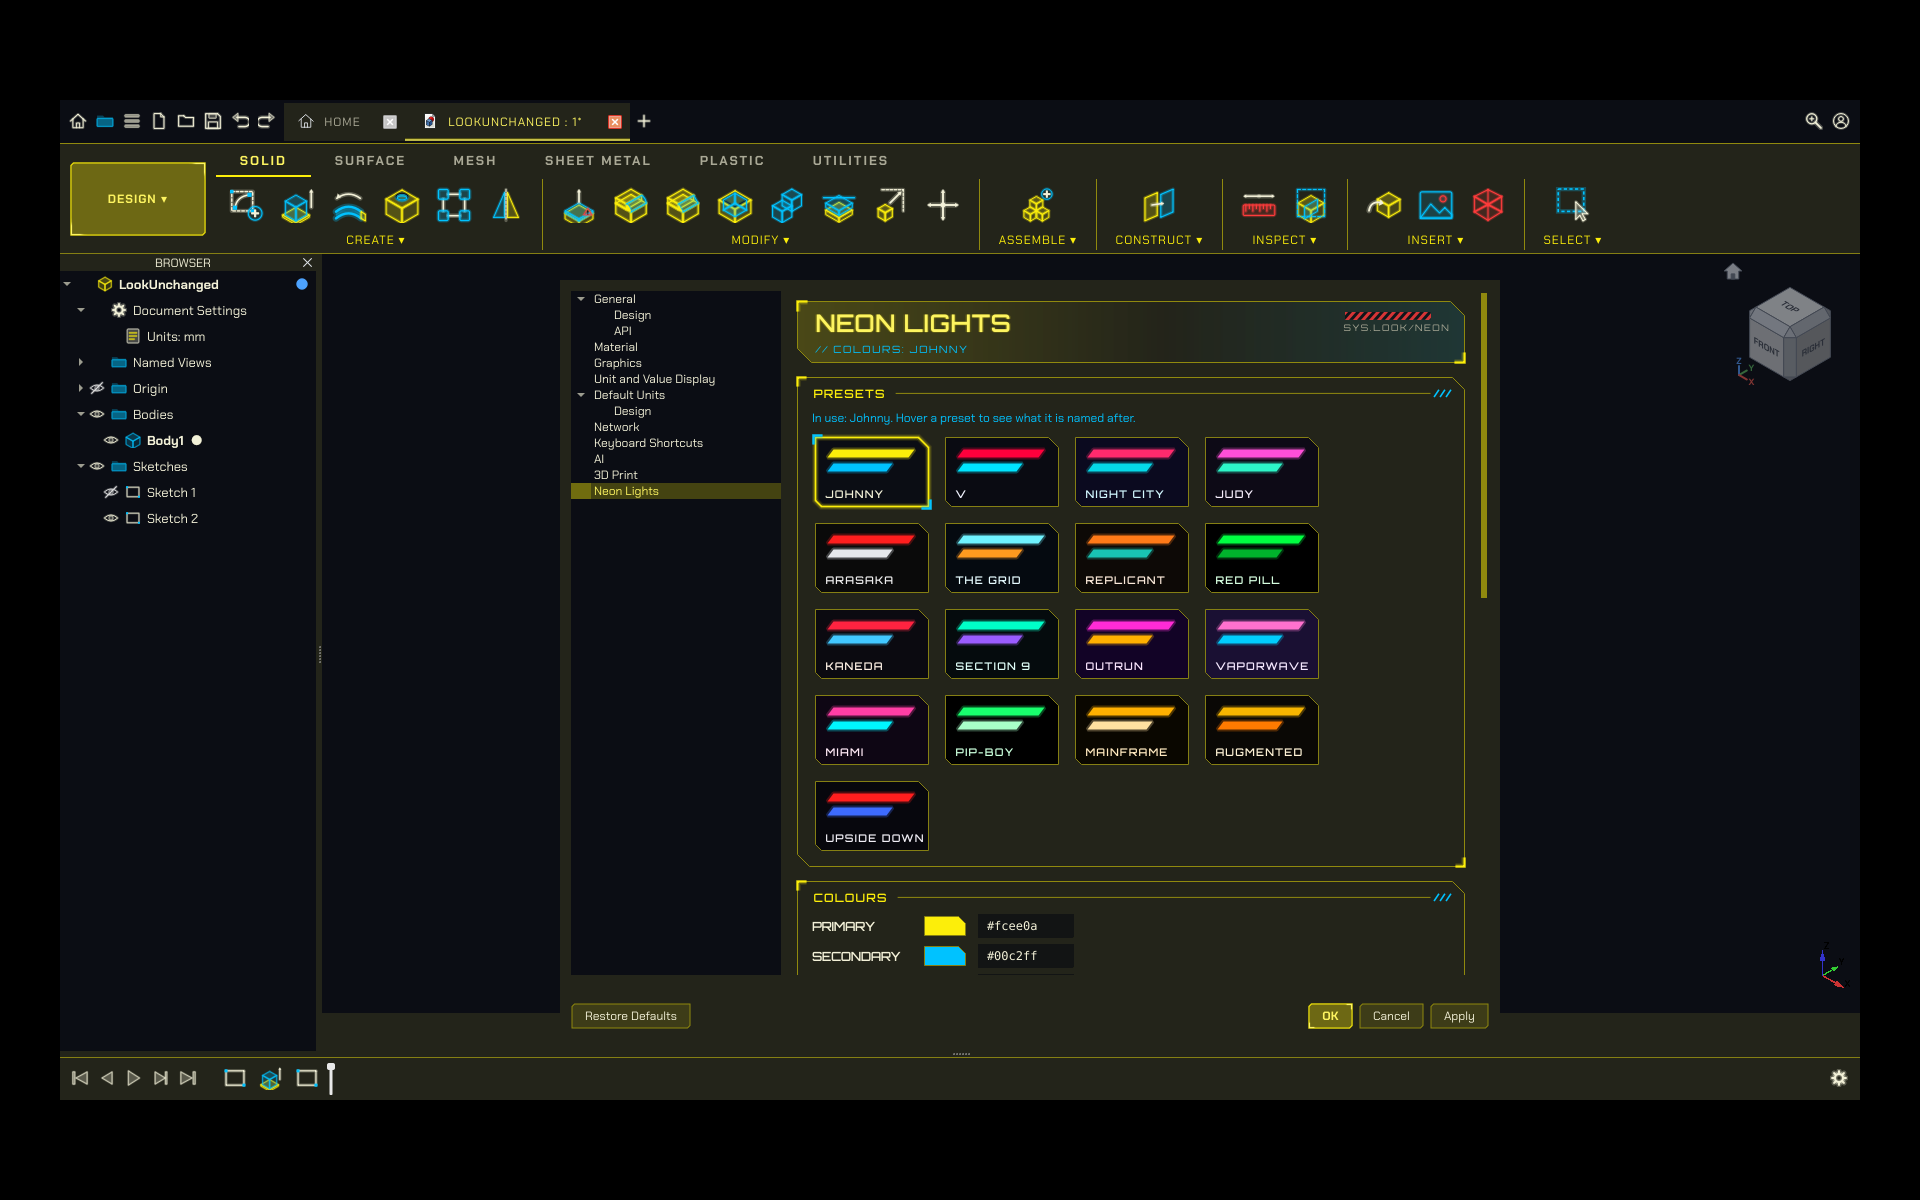 HOME
LOOKUNCHANGED : 1*
DESIGN ▾
SOLID
SURFACE
MESH
SHEET METAL
PLASTIC
UTILITIES
CREATE ▾
MODIFY ▾
ASSEMBLE ▾
CONSTRUCT ▾
INSPECT ▾
INSERT ▾
SELECT ▾
BROWSER
LookUnchanged
Document Settings
Units: mm
Named Views
Origin
Bodies
Body1
Sketches
Sketch 1
Sketch 2
General
Design
API
Material
Graphics
Unit and Value Display
Default Units
Design
Network
Keyboard Shortcuts
AI
3D Print
Neon Lights
NEON LIGHTS
SYS.LOOK/NEON
// COLOURS: JOHNNY
PRESETS
In use: Johnny. Hover a preset to see what it is named after.
JOHNNY
V
NIGHT CITY
JUDY
ARASAKA
THE GRID
REPLICANT
RED PILL
KANEDA
SECTION 9
OUTRUN
VAPORWAVE
MIAMI
PIP-BOY
MAINFRAME
AUGMENTED
UPSIDE DOWN
COLOURS
PRIMARY
#fcee0a
SECONDARY
#00c2ff
Restore Defaults
OK
Cancel
Apply
TOP
FRONT
RIGHT
Z
Y
X
Z